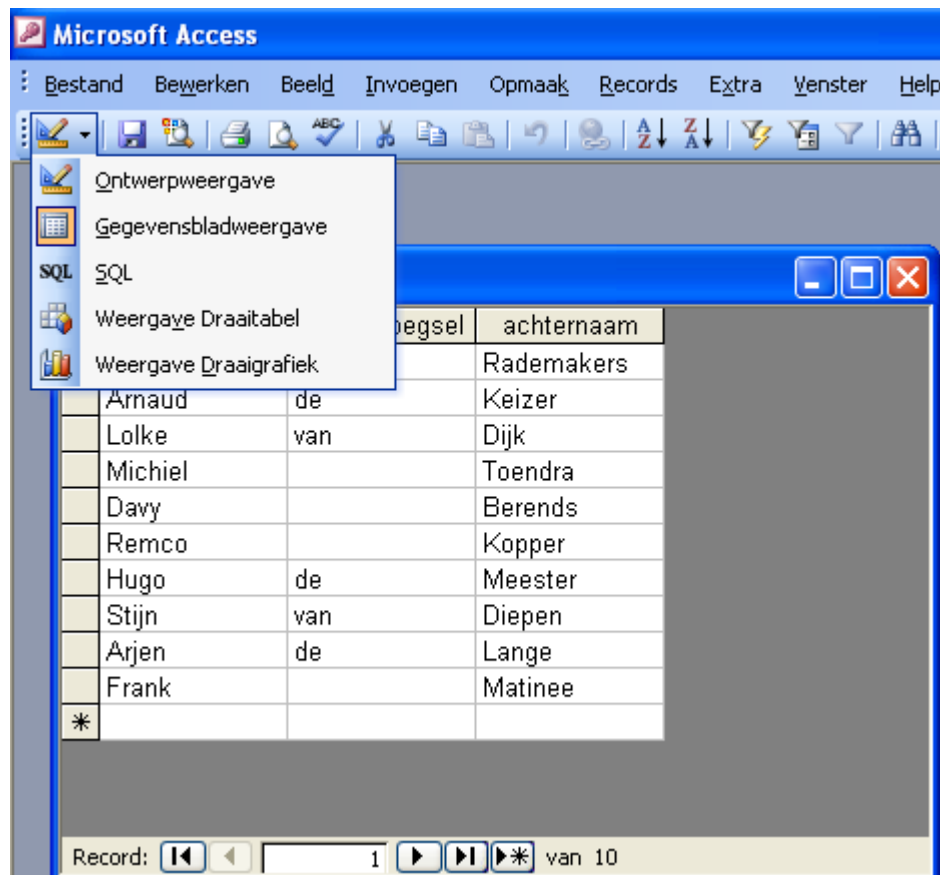 Microsoft Access
Bestand Bewerken Beeld Invoegen Opmaak Records Extra Venster Help
ABC A Z Z A
Ontwerpweergave
Gegevensbladweergave
SQL SQL
Weergave Draaitabel
Weergave Draaigrafiek
achternaam
Rademakers
Arnaud de Keizer
Lolke van Dijk
Michiel Toendra
Davy Berends
Remco Kopper
Hugo de Meester
Stijn van Diepen
Arjen de Lange
Frank Matinee
Record: 1 van 10